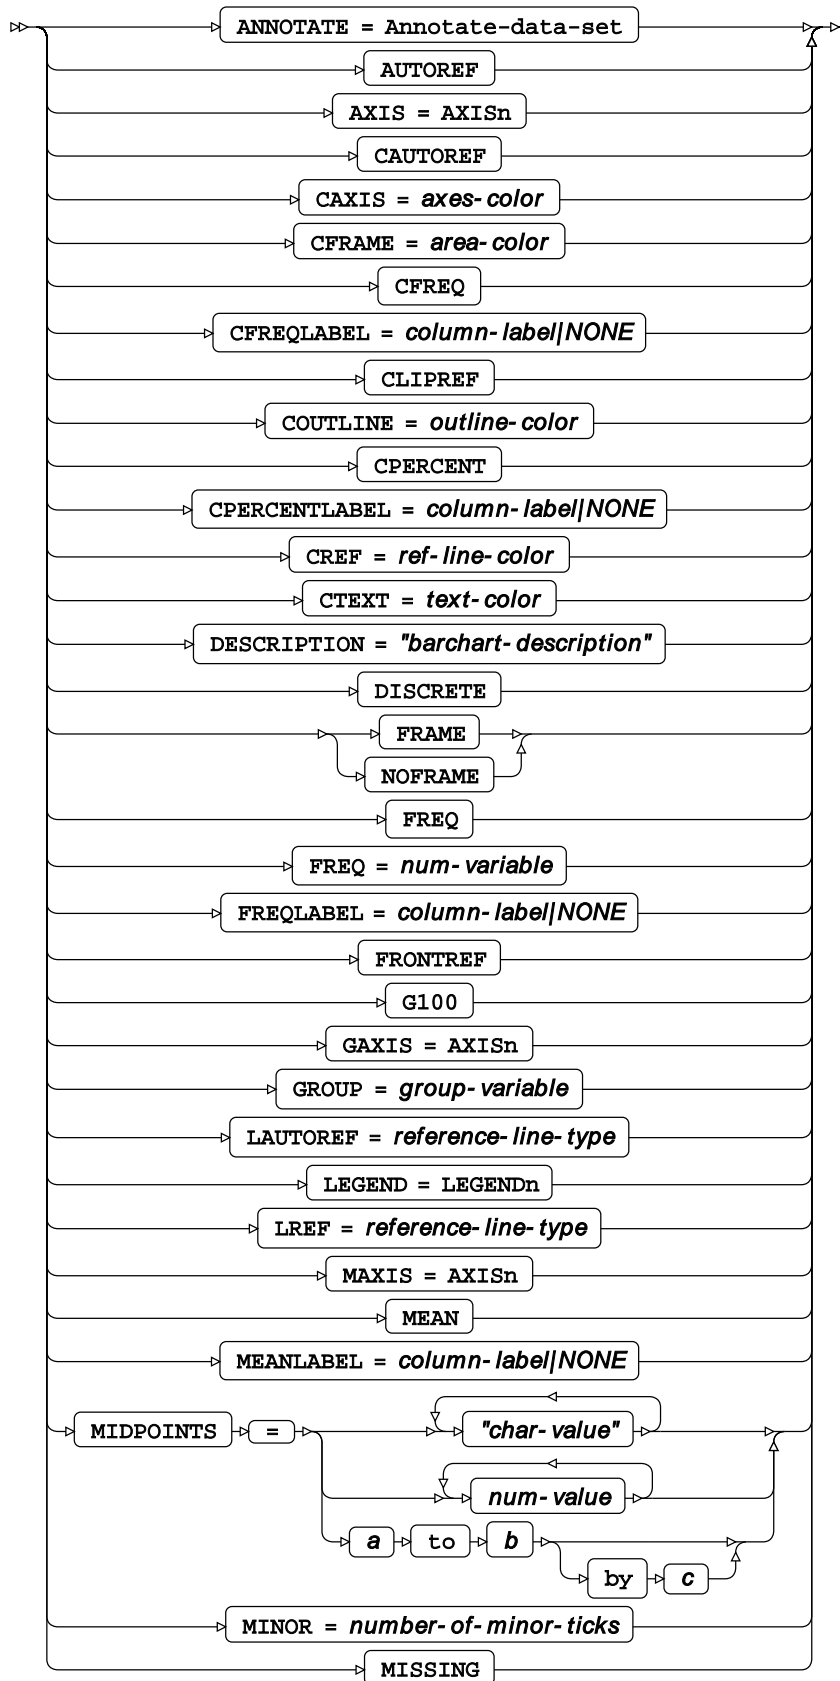 ANNOTATE = Annotate-data-set
AUTOREF
AXIS = AXISn
CAUTOREF
CAXIS = axes-color
CFRAME = area-color
CFREQ
CFREQLABEL = column-label|NONE
CLIPREF
COUTLINE = outline-color
CPERCENT
CPERCENTLABEL = column-label|NONE
CREF = ref-line-color
CTEXT = text-color
DESCRIPTION = "barchart-description"
DISCRETE
FRAME
NOFRAME
FREQ
FREQ = num-variable
FREQLABEL = column-label|NONE
FRONTREF
G100
GAXIS = AXISn
GROUP = group-variable
LAUTOREF = reference-line-type
LEGEND = LEGENDn
LREF = reference-line-type
MAXIS = AXISn
MEAN
MEANLABEL = column-label|NONE
MIDPOINTS = "char-value"
num-value
a to b
by c
MINOR = number-of-minor-ticks
MISSING